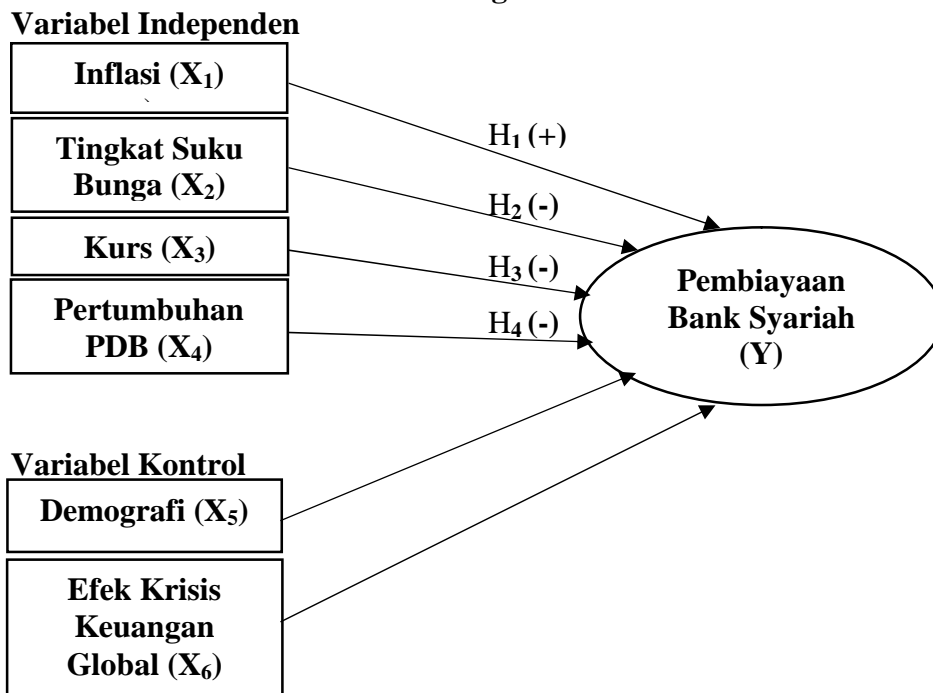 Variabel Independen
Inflasi (X₁)
Tingkat Suku
Bunga (X₂)
Kurs (X₃)
Pertumbuhan
PDB (X₄)
H₁ (+)
H₂ (-)
H₃ (-)
H₄ (-)
Pembiayaan
Bank Syariah
(Y)
Variabel Kontrol
Demografi (X₅)
Efek Krisis
Keuangan
Global (X₆)